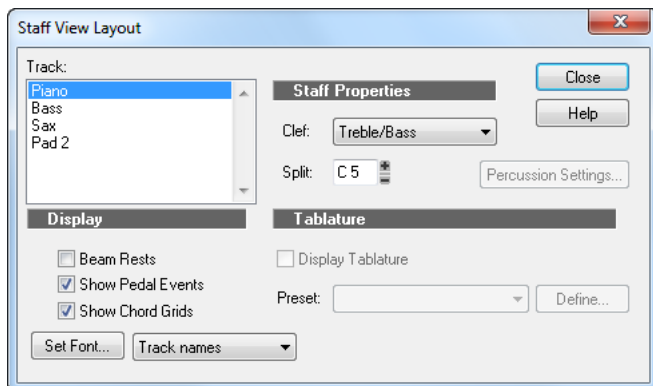 Staff View Layout
Track:
Piano
Bass
Sax
Pad 2
Staff Properties
Close
Help
Clef: Treble/Bass
Split: C 5
Percussion Settings...
Display
Beam Rests
Show Pedal Events
Show Chord Grids
Set Font... Track names
Tablature
Display Tablature
Preset:
Define...